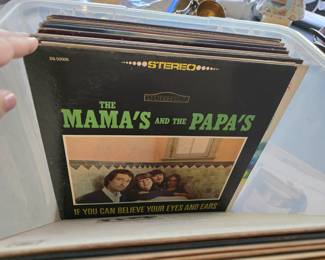 STEREO
THE
MAMA'S AND THE PAPA'S
IF YOU CAN BELIEVE YOUR EYES AND EARS